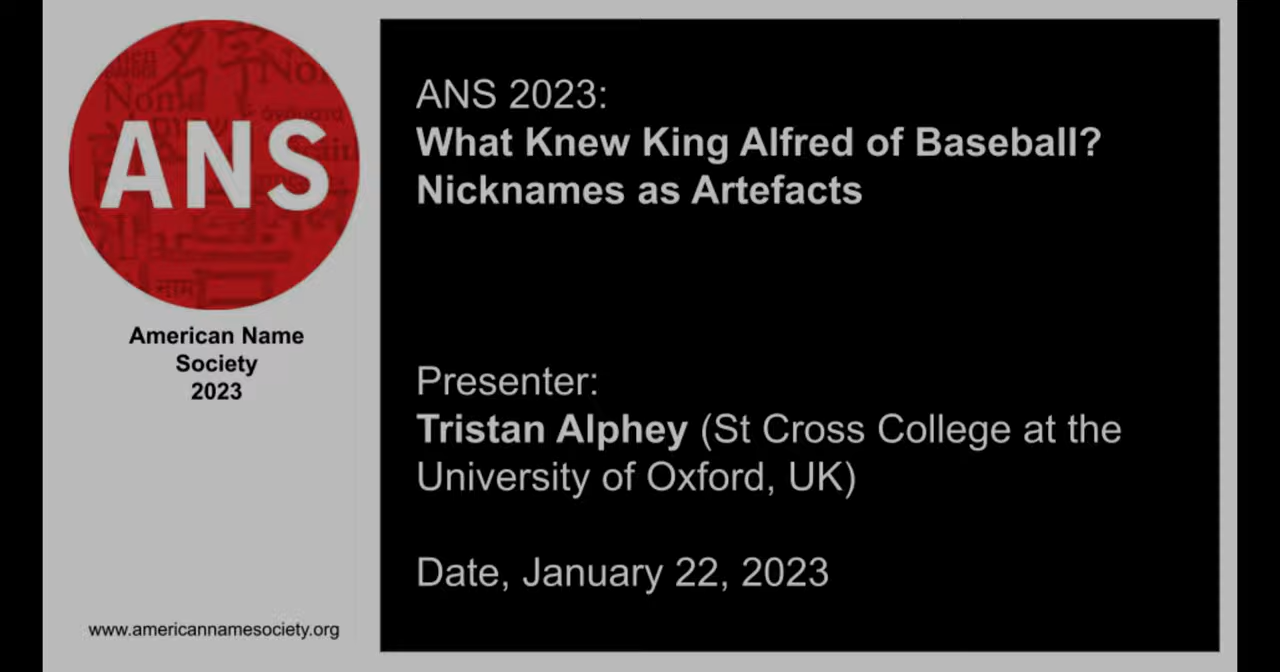 ANS
American Name
Society
2023
www.americannamesociety.org
ANS 2023:
What Knew King Alfred of Baseball?
Nicknames as Artefacts
Presenter:
Tristan Alphey (St Cross College at the
University of Oxford, UK)
Date, January 22, 2023